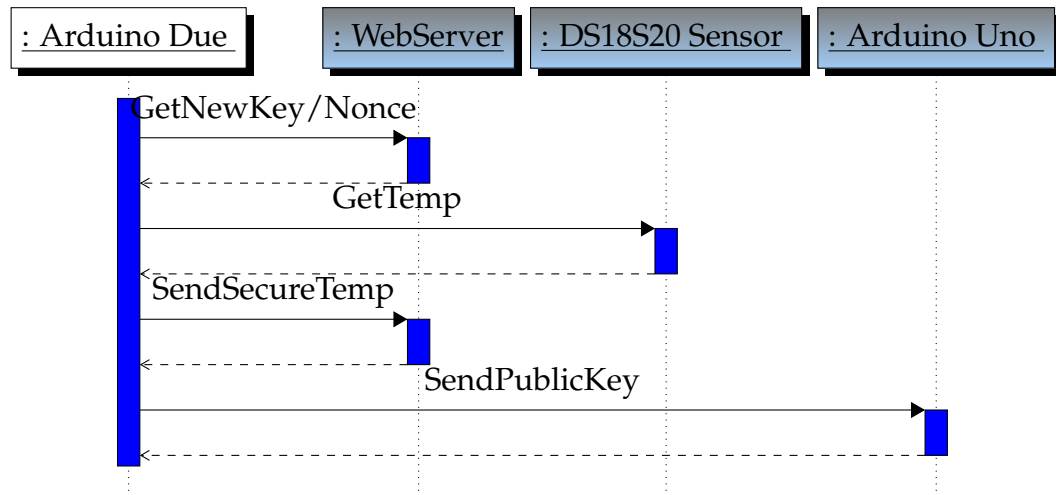 : Arduino Due
: WebServer
: DS18S20 Sensor
: Arduino Uno
GetNewKey/Nonce
GetTemp
SendSecureTemp
SendPublicKey